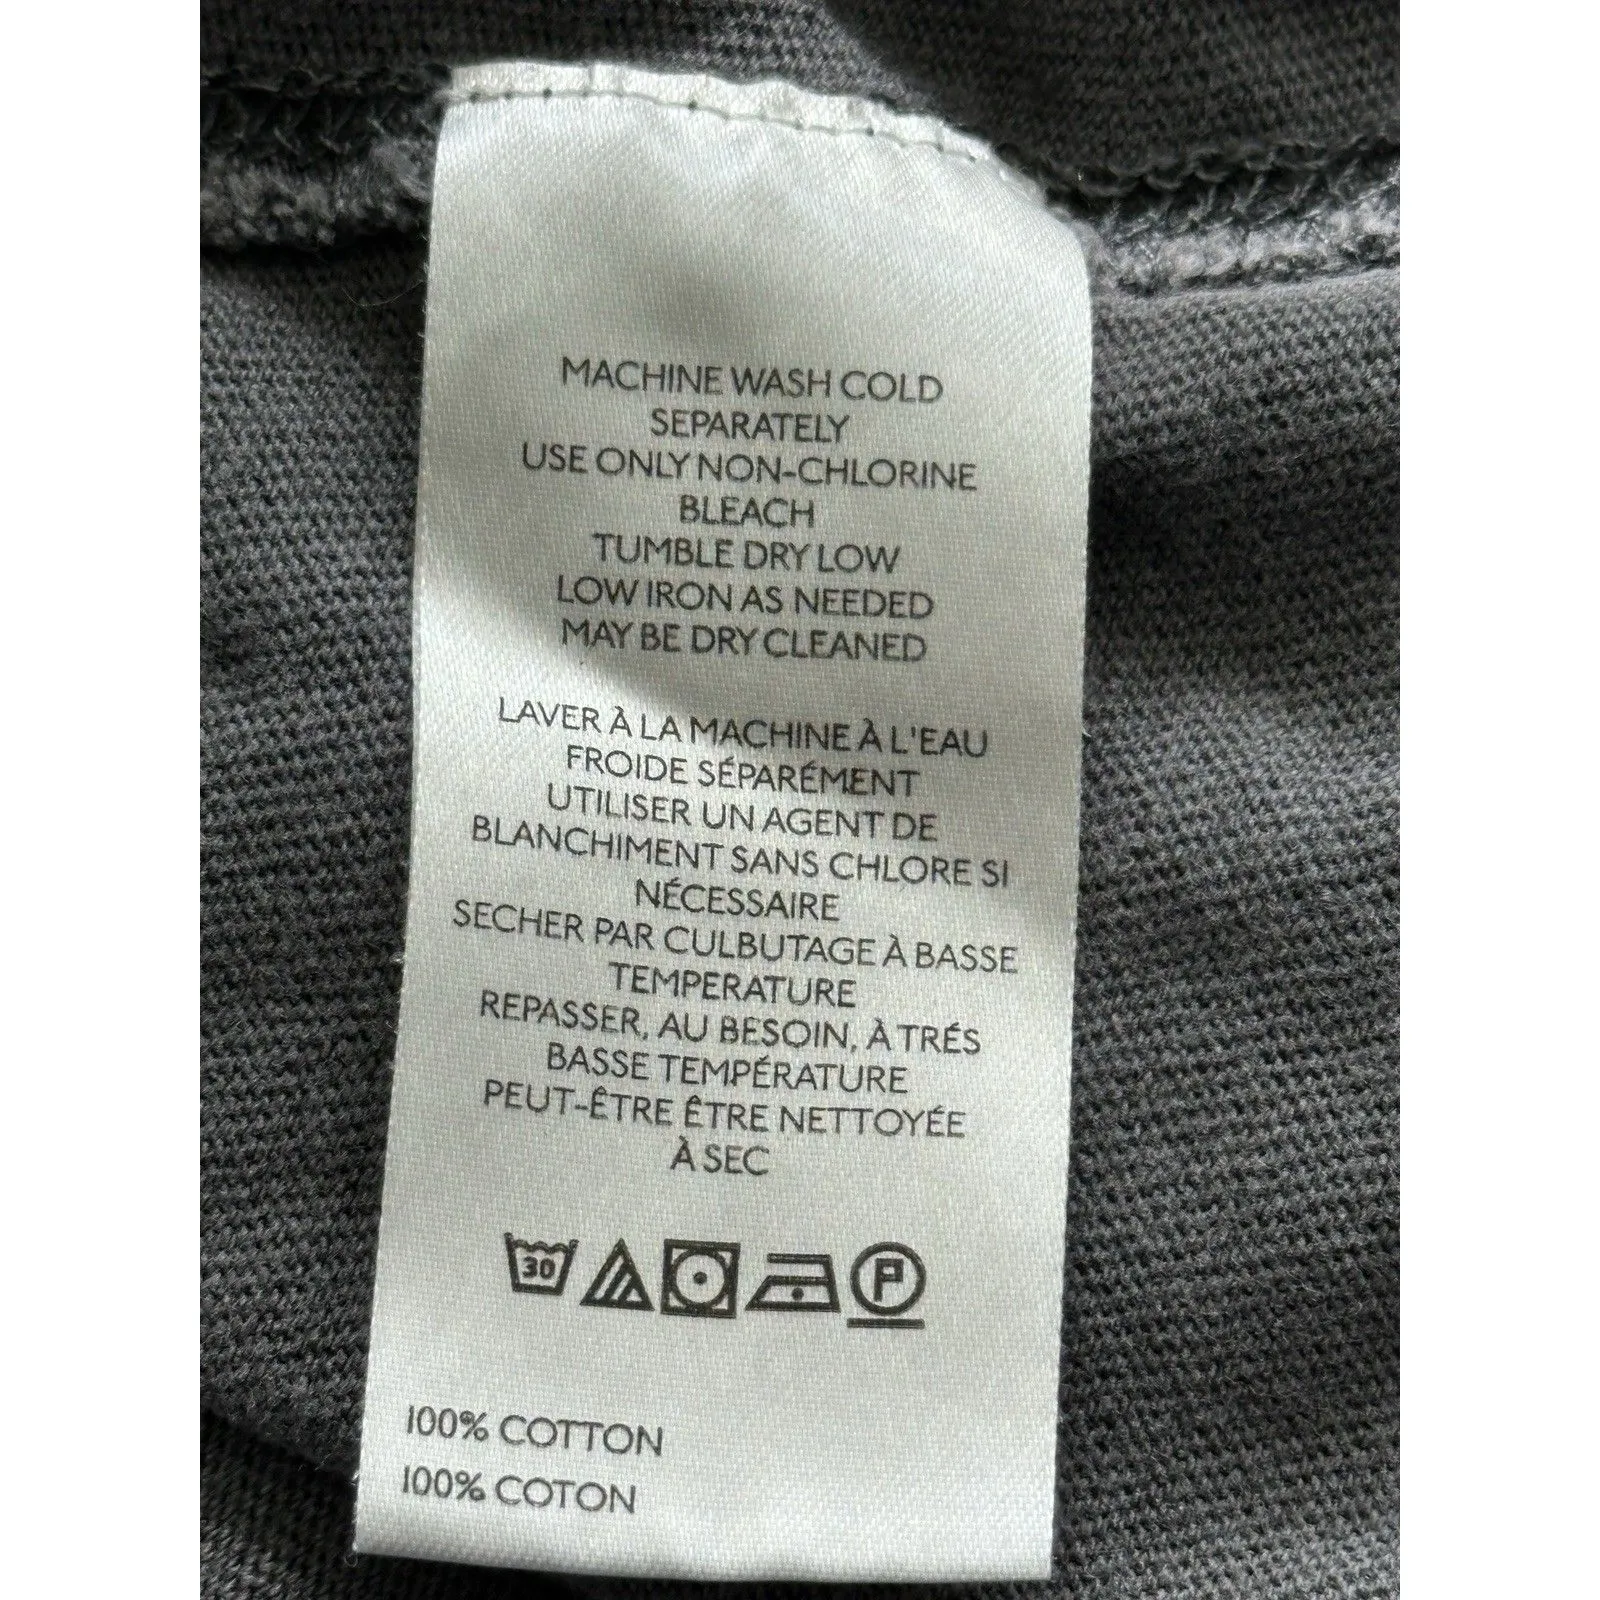 MACHINE WASH COLD
SEPARATELY
USE ONLY NON-CHLORINE
BLEACH
TUMBLE DRY LOW
LOW IRON AS NEEDED
MAY BE DRY CLEANED
LAVER À LA MACHINE À L'EAU
FROIDE SÉPARÉMENT
UTILISER UN AGENT DE
BLANCHIMENT SANS CHLORE SI
NÉCESSAIRE
SECHER PAR CULBUTAGE À BASSE
TEMPERATURE
REPASSER, AU BESOIN, À TRÉS
BASSE TEMPÉRATURE
PEUT-ÊTRE ÊTRE NETTOYÉE
À SEC
30 P
100% COTTON
100% COTON